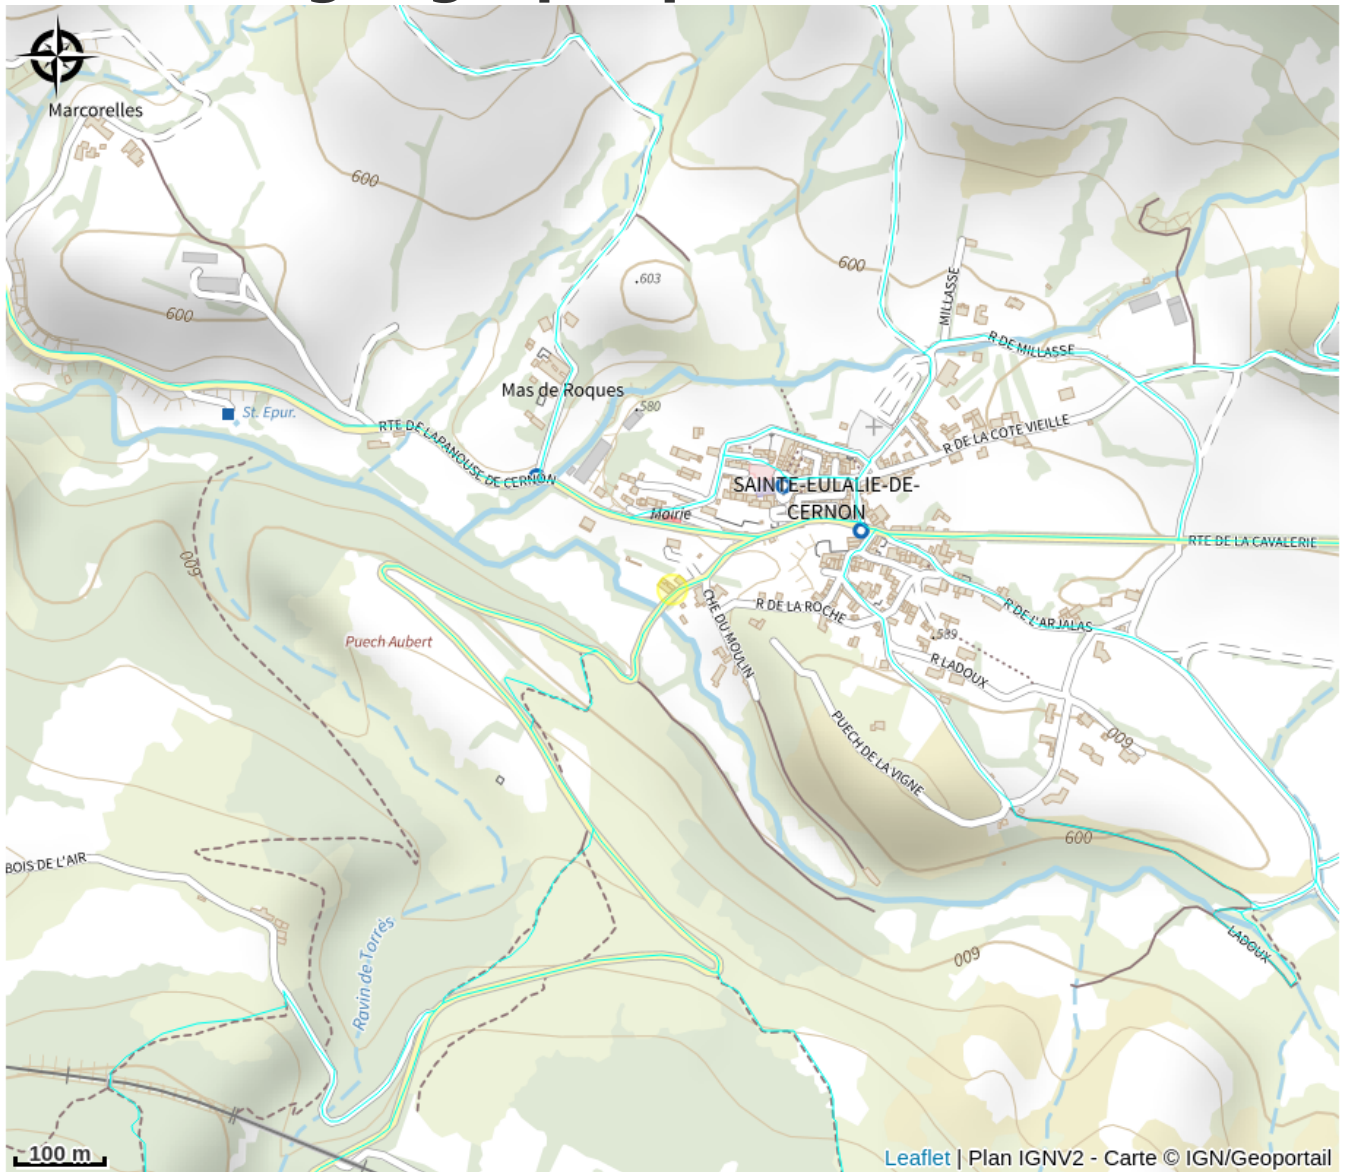 Marcorelles
600
603
600
600
MILLASSE
R DE MILLASSE
Mas de Roques
580
St. Epur.
RTE DE LAPANOUSE DE CERNON
R DE LA COTE VIEILLE
SAINTE-EULALIE-DE-
CERNON
Mairie
RTE DE LA CAVALERIE
600
CHE DU MOULIN
R DE LA ROCHE
R DE L'ARJALAS
589
Puech Aubert
R LADOUX
PUECH DE LA VIGNE
600
600
BOIS DE L'AIR
Ravin de Torrès
600
LADOUX
100 m
Leaflet | Plan IGNV2 - Carte © IGN/Geoportail